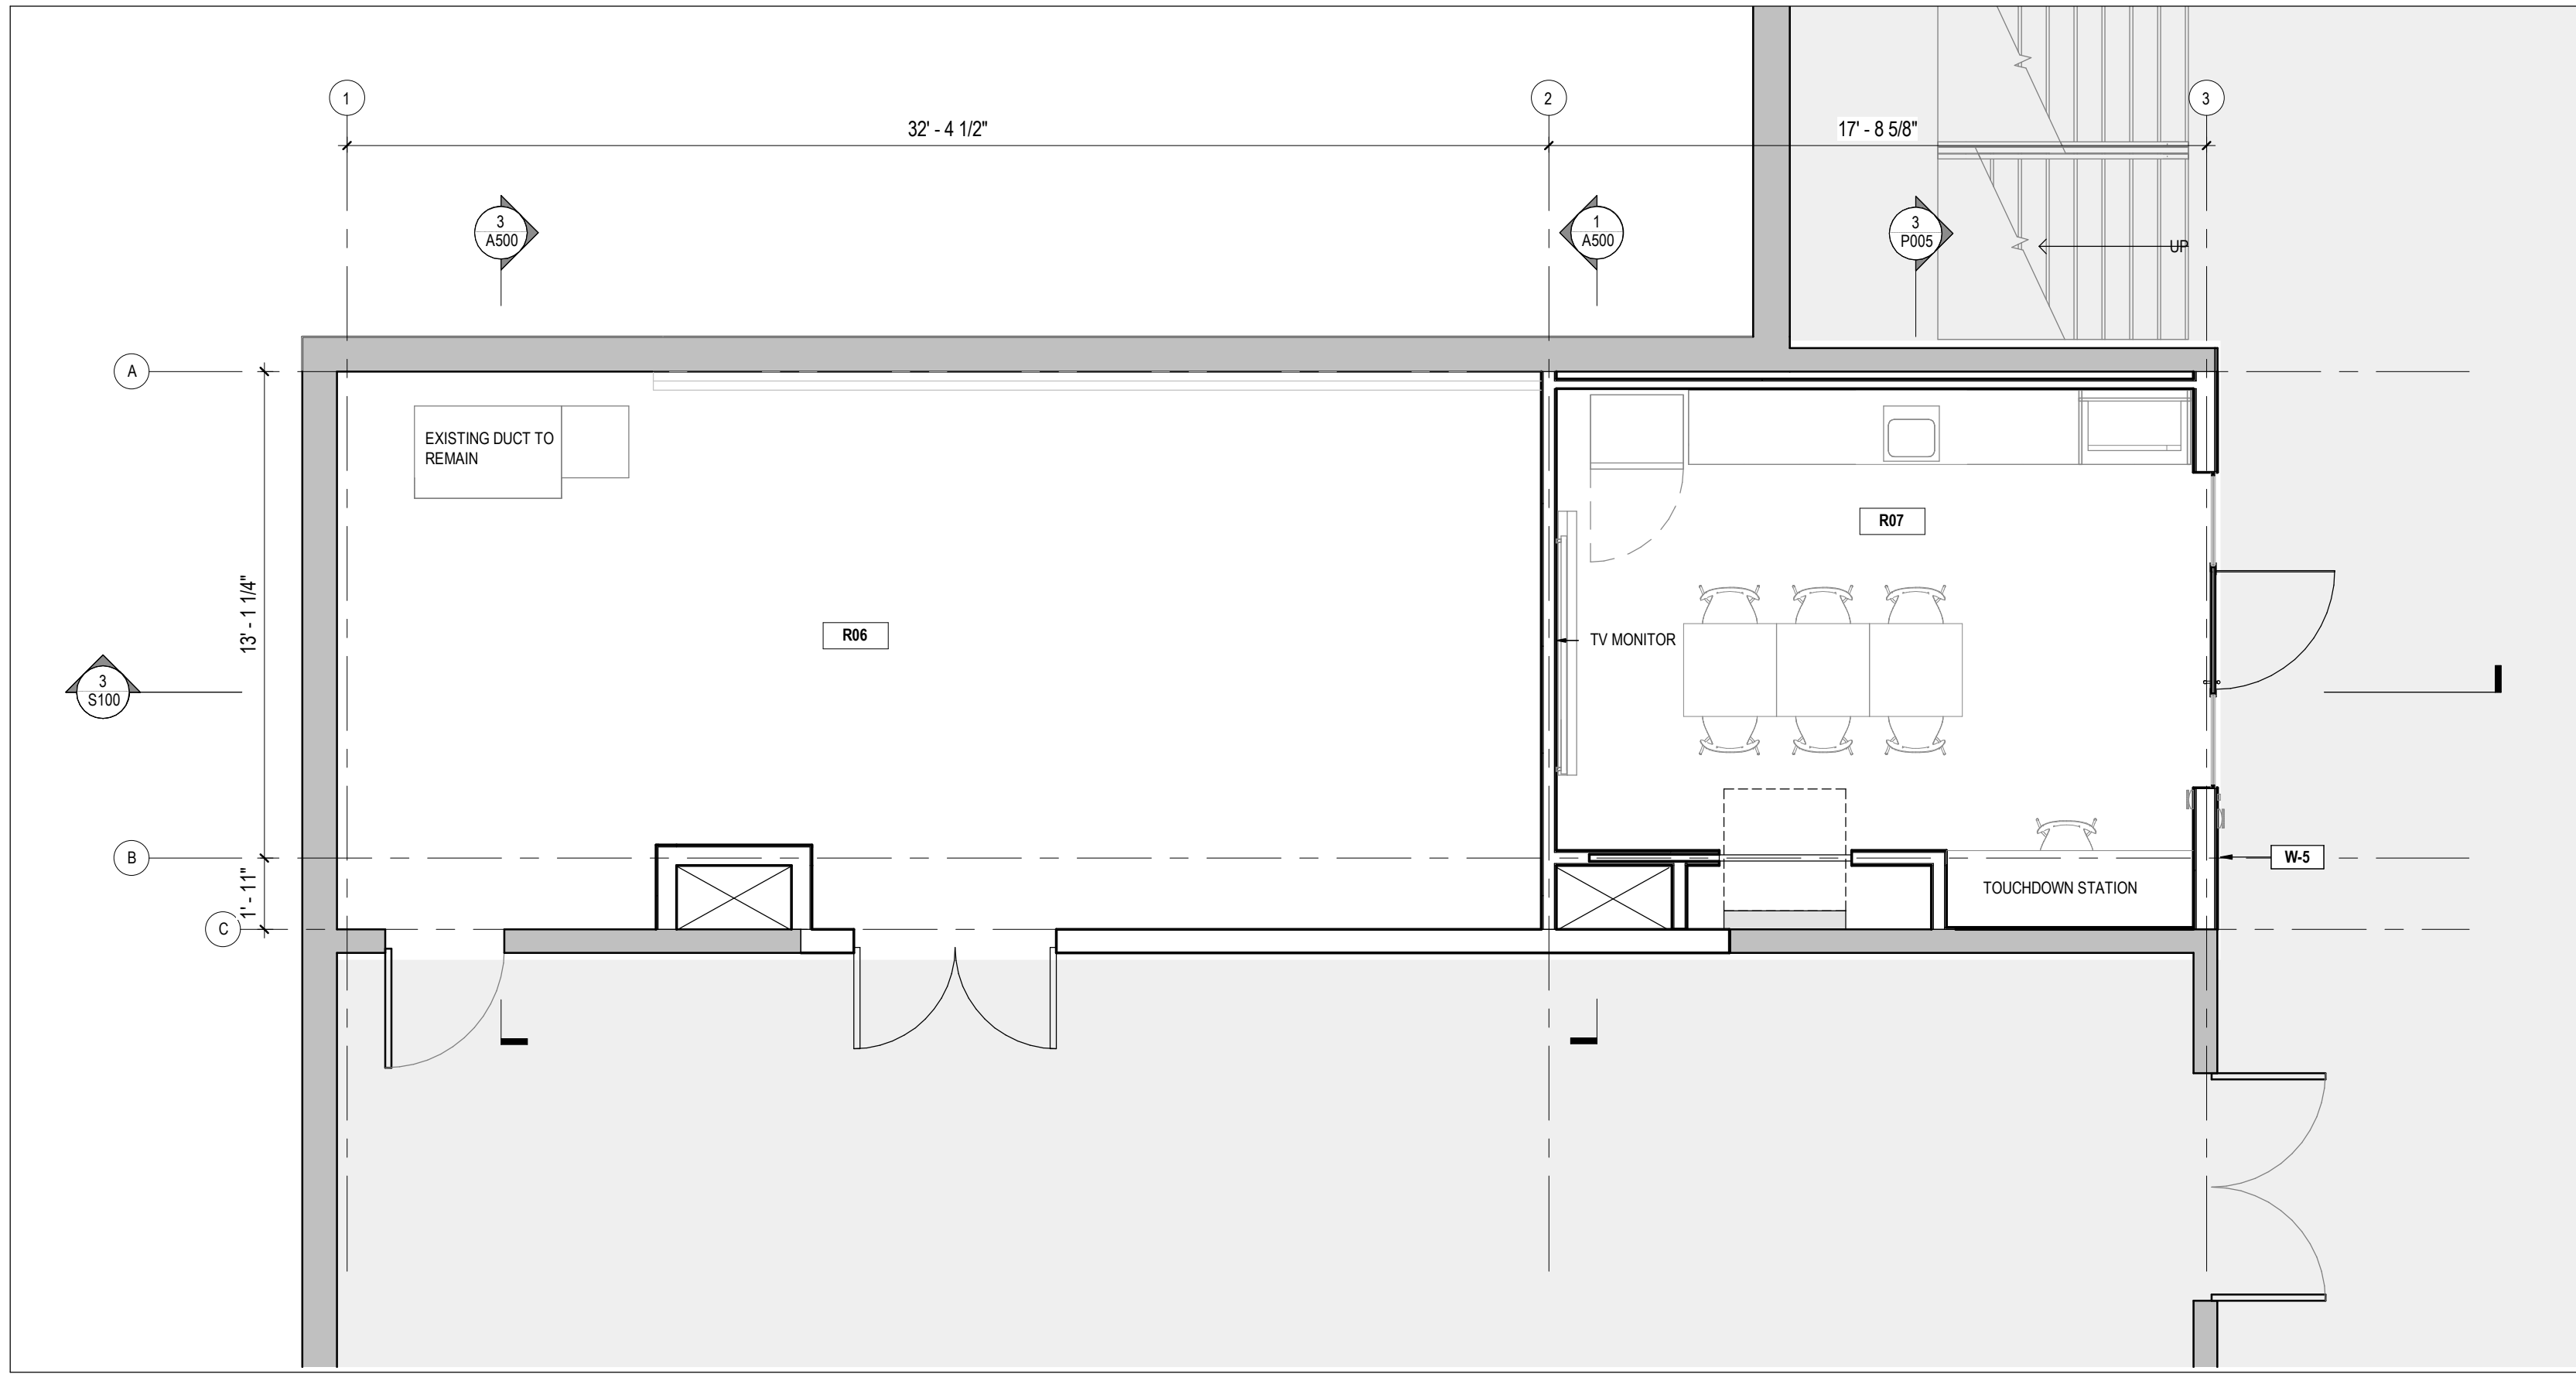 1
2
3
32' - 4 1/2"
17' - 8 5/8"
3
A500
1
A500
3
P005
UP
A
EXISTING DUCT TO
REMAIN
R07
13' - 1 1/4"
R06
TV MONITOR
3
S100
B
W-5
1' - 11"
TOUCHDOWN STATION
C